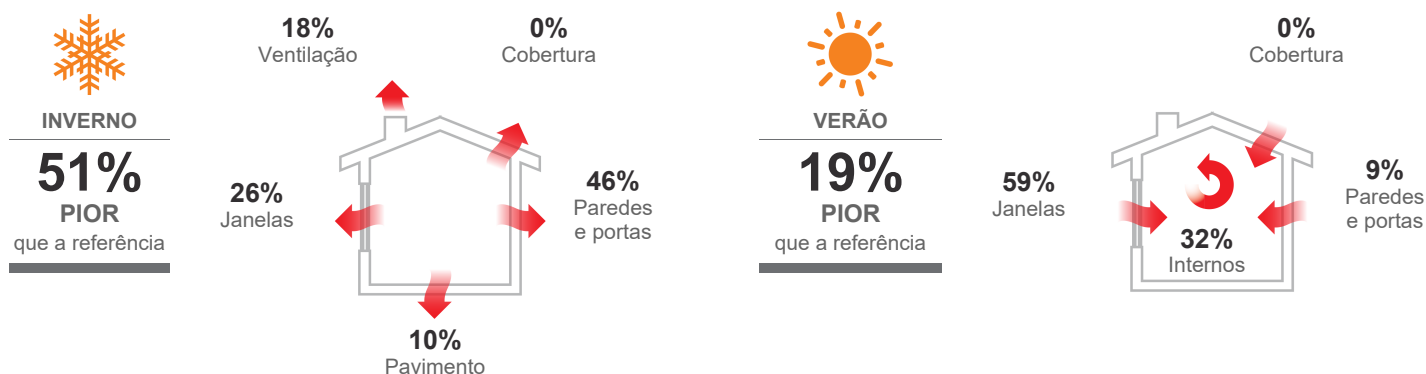 INVERNO
51%
PIOR
que a referência
18%
Ventilação
0%
Cobertura
26%
Janelas
46%
Paredes
e portas
10%
Pavimento
VERÃO
19%
PIOR
que a referência
0%
Cobertura
59%
Janelas
9%
Paredes
e portas
32%
Internos